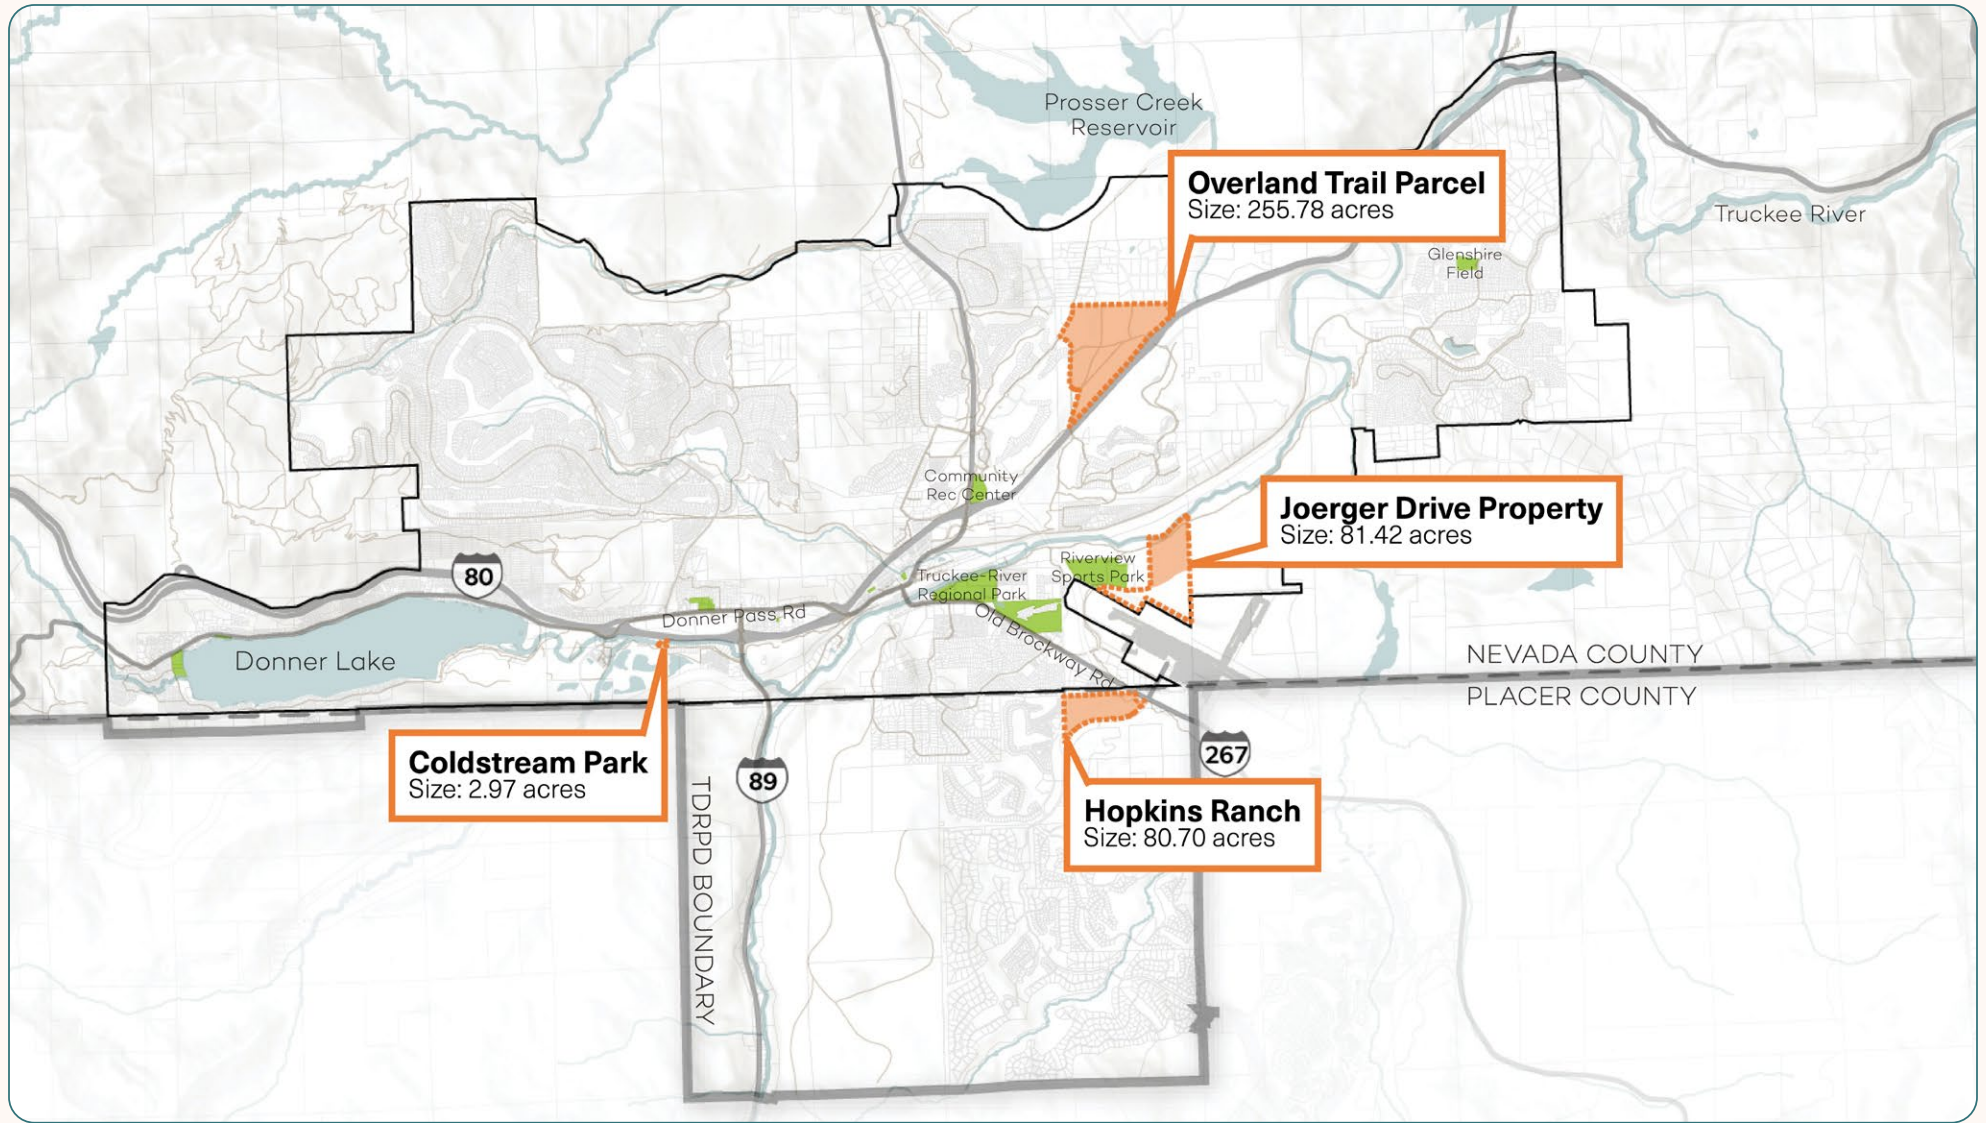 Prosser Creek
Reservoir
Overland Trail Parcel
Size: 255.78 acres
Truckee River
Glenshire
Field
Community
Rec Center
Joerger Drive Property
Size: 81.42 acres
80
Riverview
Sports Park
Truckee-River
Regional Park
Donner Pass Rd
Old Brockway Rd
Donner Lake
NEVADA COUNTY
PLACER COUNTY
Coldstream Park
Size: 2.97 acres
89
267
TDRPD BOUNDARY
Hopkins Ranch
Size: 80.70 acres